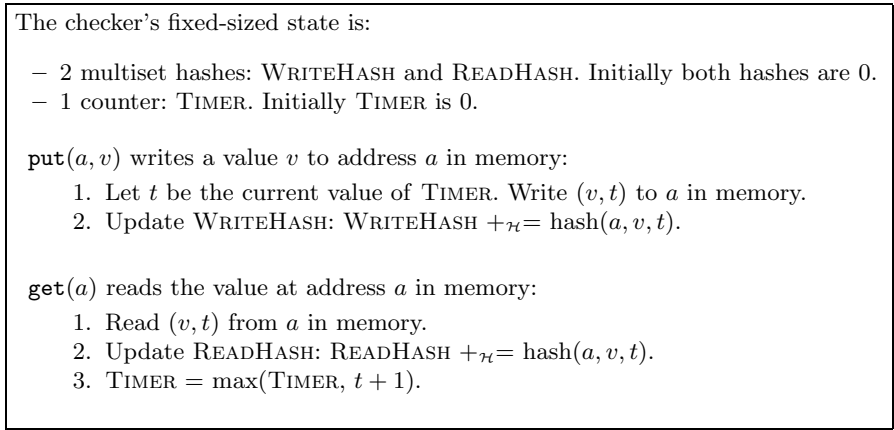 The checker's fixed-sized state is:
– 2 multiset hashes: WRITEHASH and READHASH. Initially both hashes are 0.
– 1 counter: TIMER. Initially TIMER is 0.
put(a, v) writes a value v to address a in memory:
1. Let t be the current value of TIMER. Write (v, t) to a in memory.
2. Update WRITEHASH: WRITEHASH +ℋ= hash(a, v, t).
get(a) reads the value at address a in memory:
1. Read (v, t) from a in memory.
2. Update READHASH: READHASH +ℋ= hash(a, v, t).
3. TIMER = max(TIMER, t + 1).